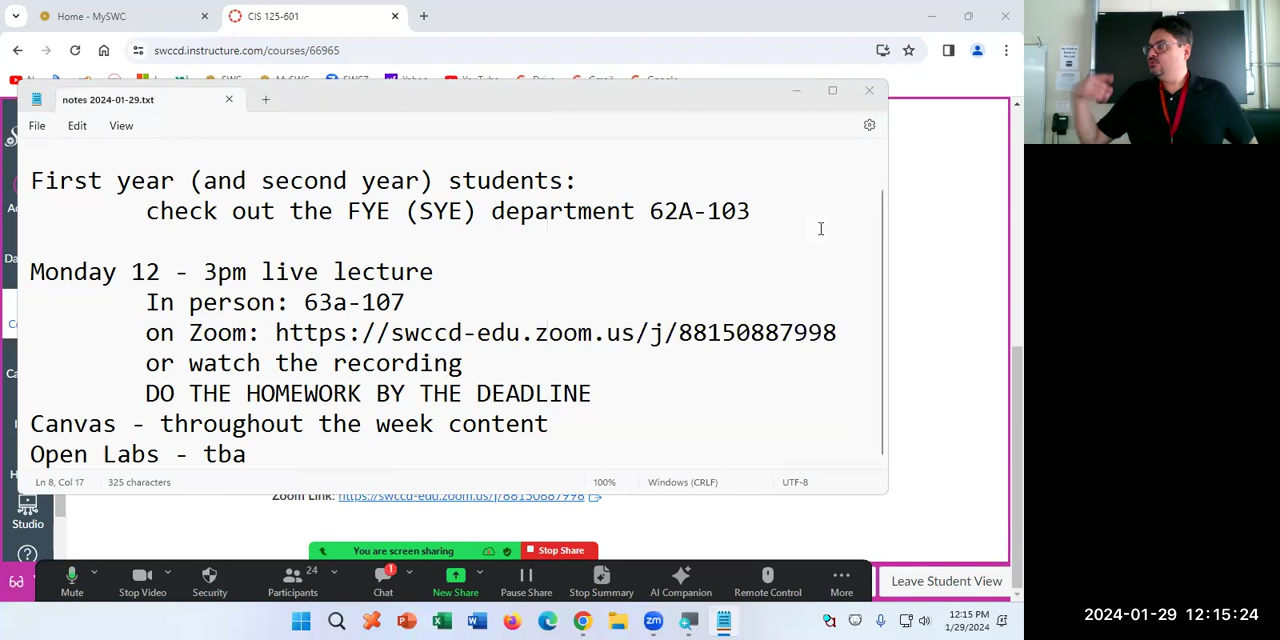 Home - MySWC
CIS 125-601
swccd.instructure.com/courses/66965
notes 2024-01-29.txt
File Edit View
First year (and second year) students:
check out the FYE (SYE) department 62A-103
Monday 12 - 3pm live lecture
In person: 63a-107
on Zoom: https://swccd-edu.zoom.us/j/88150887998
or watch the recording
DO THE HOMEWORK BY THE DEADLINE
Canvas - throughout the week content
Open Labs - tba
Ln 8, Col 17 325 characters 100% Windows (CRLF) UTF-8
Zoom Link: https://swccd-edu.zoom.us/j/88150887998
Studio
You are screen sharing Stop Share
24
1
Mute Stop Video Security Participants Chat New Share Pause Share Stop Summary AI Companion Remote Control More
Leave Student View
12:15 PM
1/29/2024
2024-01-29 12:15:24